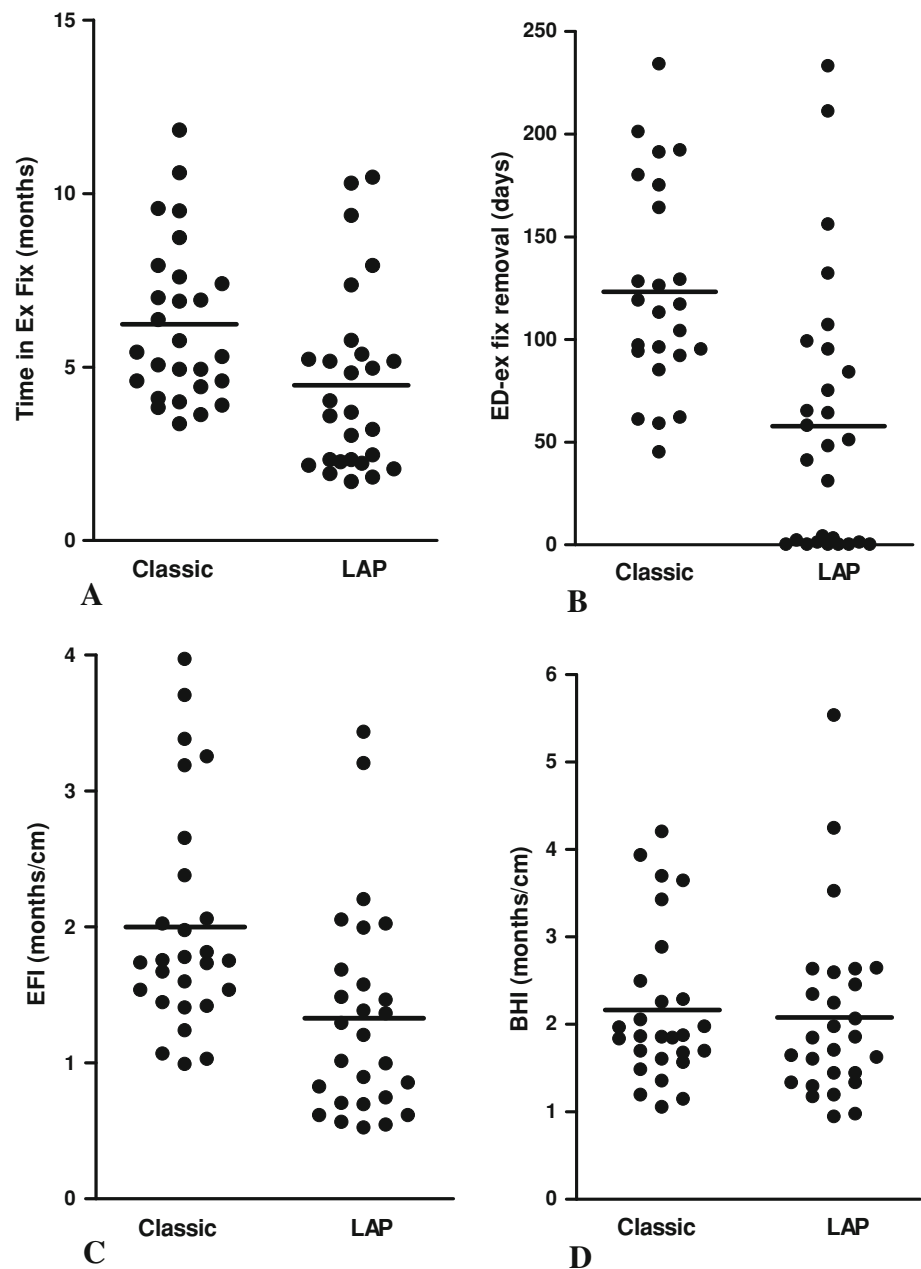 15
10
5
0
Time in Ex Fix (months)
Classic
LAP
A
250
200
150
100
50
0
ED-ex fix removal (days)
Classic
LAP
B
4
3
2
1
0
EFI (months/cm)
Classic
LAP
C
6
5
4
3
2
1
0
BHI (months/cm)
Classic
LAP
D